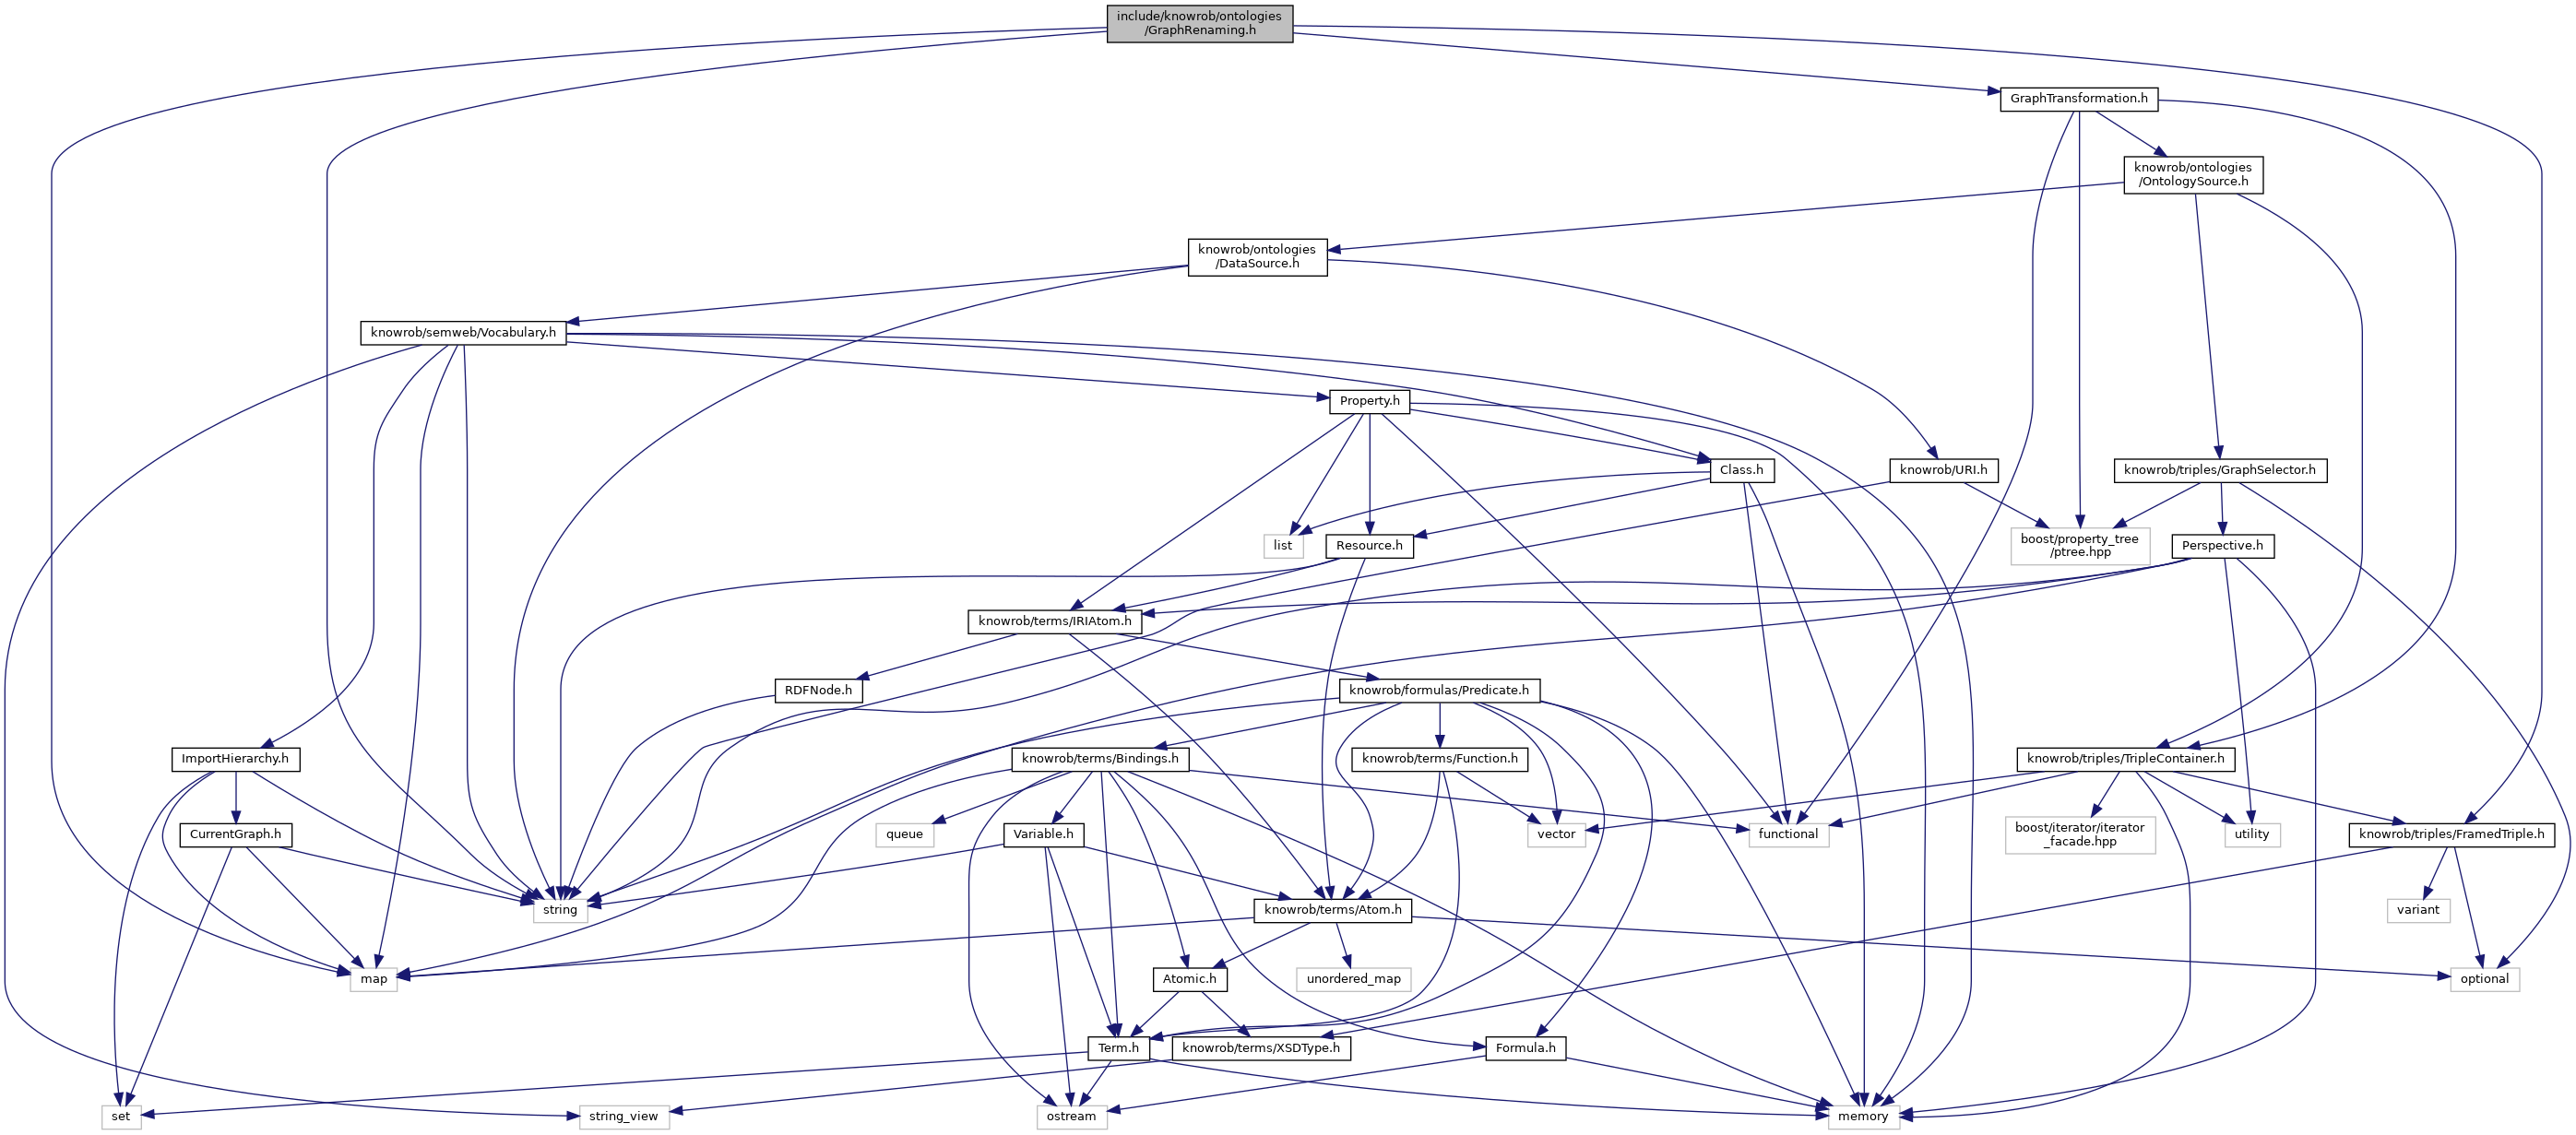 include/knowrob/ontologies
/GraphRenaming.h
GraphTransformation.h
knowrob/ontologies
/OntologySource.h
knowrob/ontologies
/DataSource.h
knowrob/semweb/Vocabulary.h
Property.h
Class.h
knowrob/URI.h
knowrob/triples/GraphSelector.h
list
Resource.h
boost/property_tree
/ptree.hpp
Perspective.h
knowrob/terms/IRIAtom.h
RDFNode.h
knowrob/formulas/Predicate.h
ImportHierarchy.h
knowrob/terms/Bindings.h
knowrob/terms/Function.h
knowrob/triples/TripleContainer.h
CurrentGraph.h
queue
Variable.h
vector
functional
boost/iterator/iterator
_facade.hpp
utility
knowrob/triples/FramedTriple.h
string
knowrob/terms/Atom.h
variant
map
Atomic.h
unordered_map
optional
Term.h
knowrob/terms/XSDType.h
Formula.h
set
string_view
ostream
memory